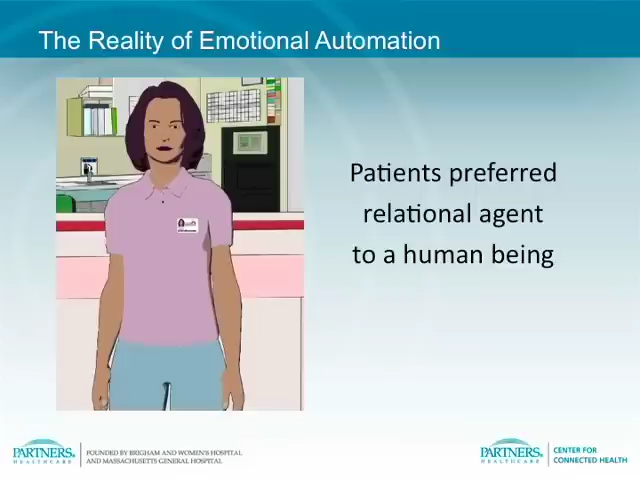 The Reality of Emotional Automation
Patients preferred
relational agent
to a human being
PARTNERS.
HEALTHCARE
FOUNDED BY BRIGHAM AND WOMEN'S HOSPITAL
AND MASSACHUSETTS GENERAL HOSPITAL
PARTNERS.
HEALTHCARE
CENTER FOR
CONNECTED HEALTH